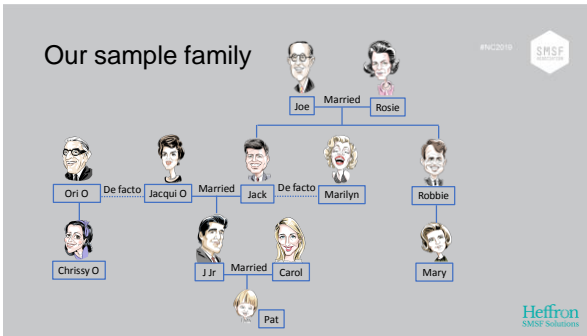 Our sample family
#NC2019
SMSF
ASSOCIATION
Married
Joe
Rosie
De facto
Married
De facto
Ori O
Jacqui O
Jack
Marilyn
Robbie
Married
Chrissy O
J Jr
Carol
Mary
Pat
Heffron
SMSF Solutions